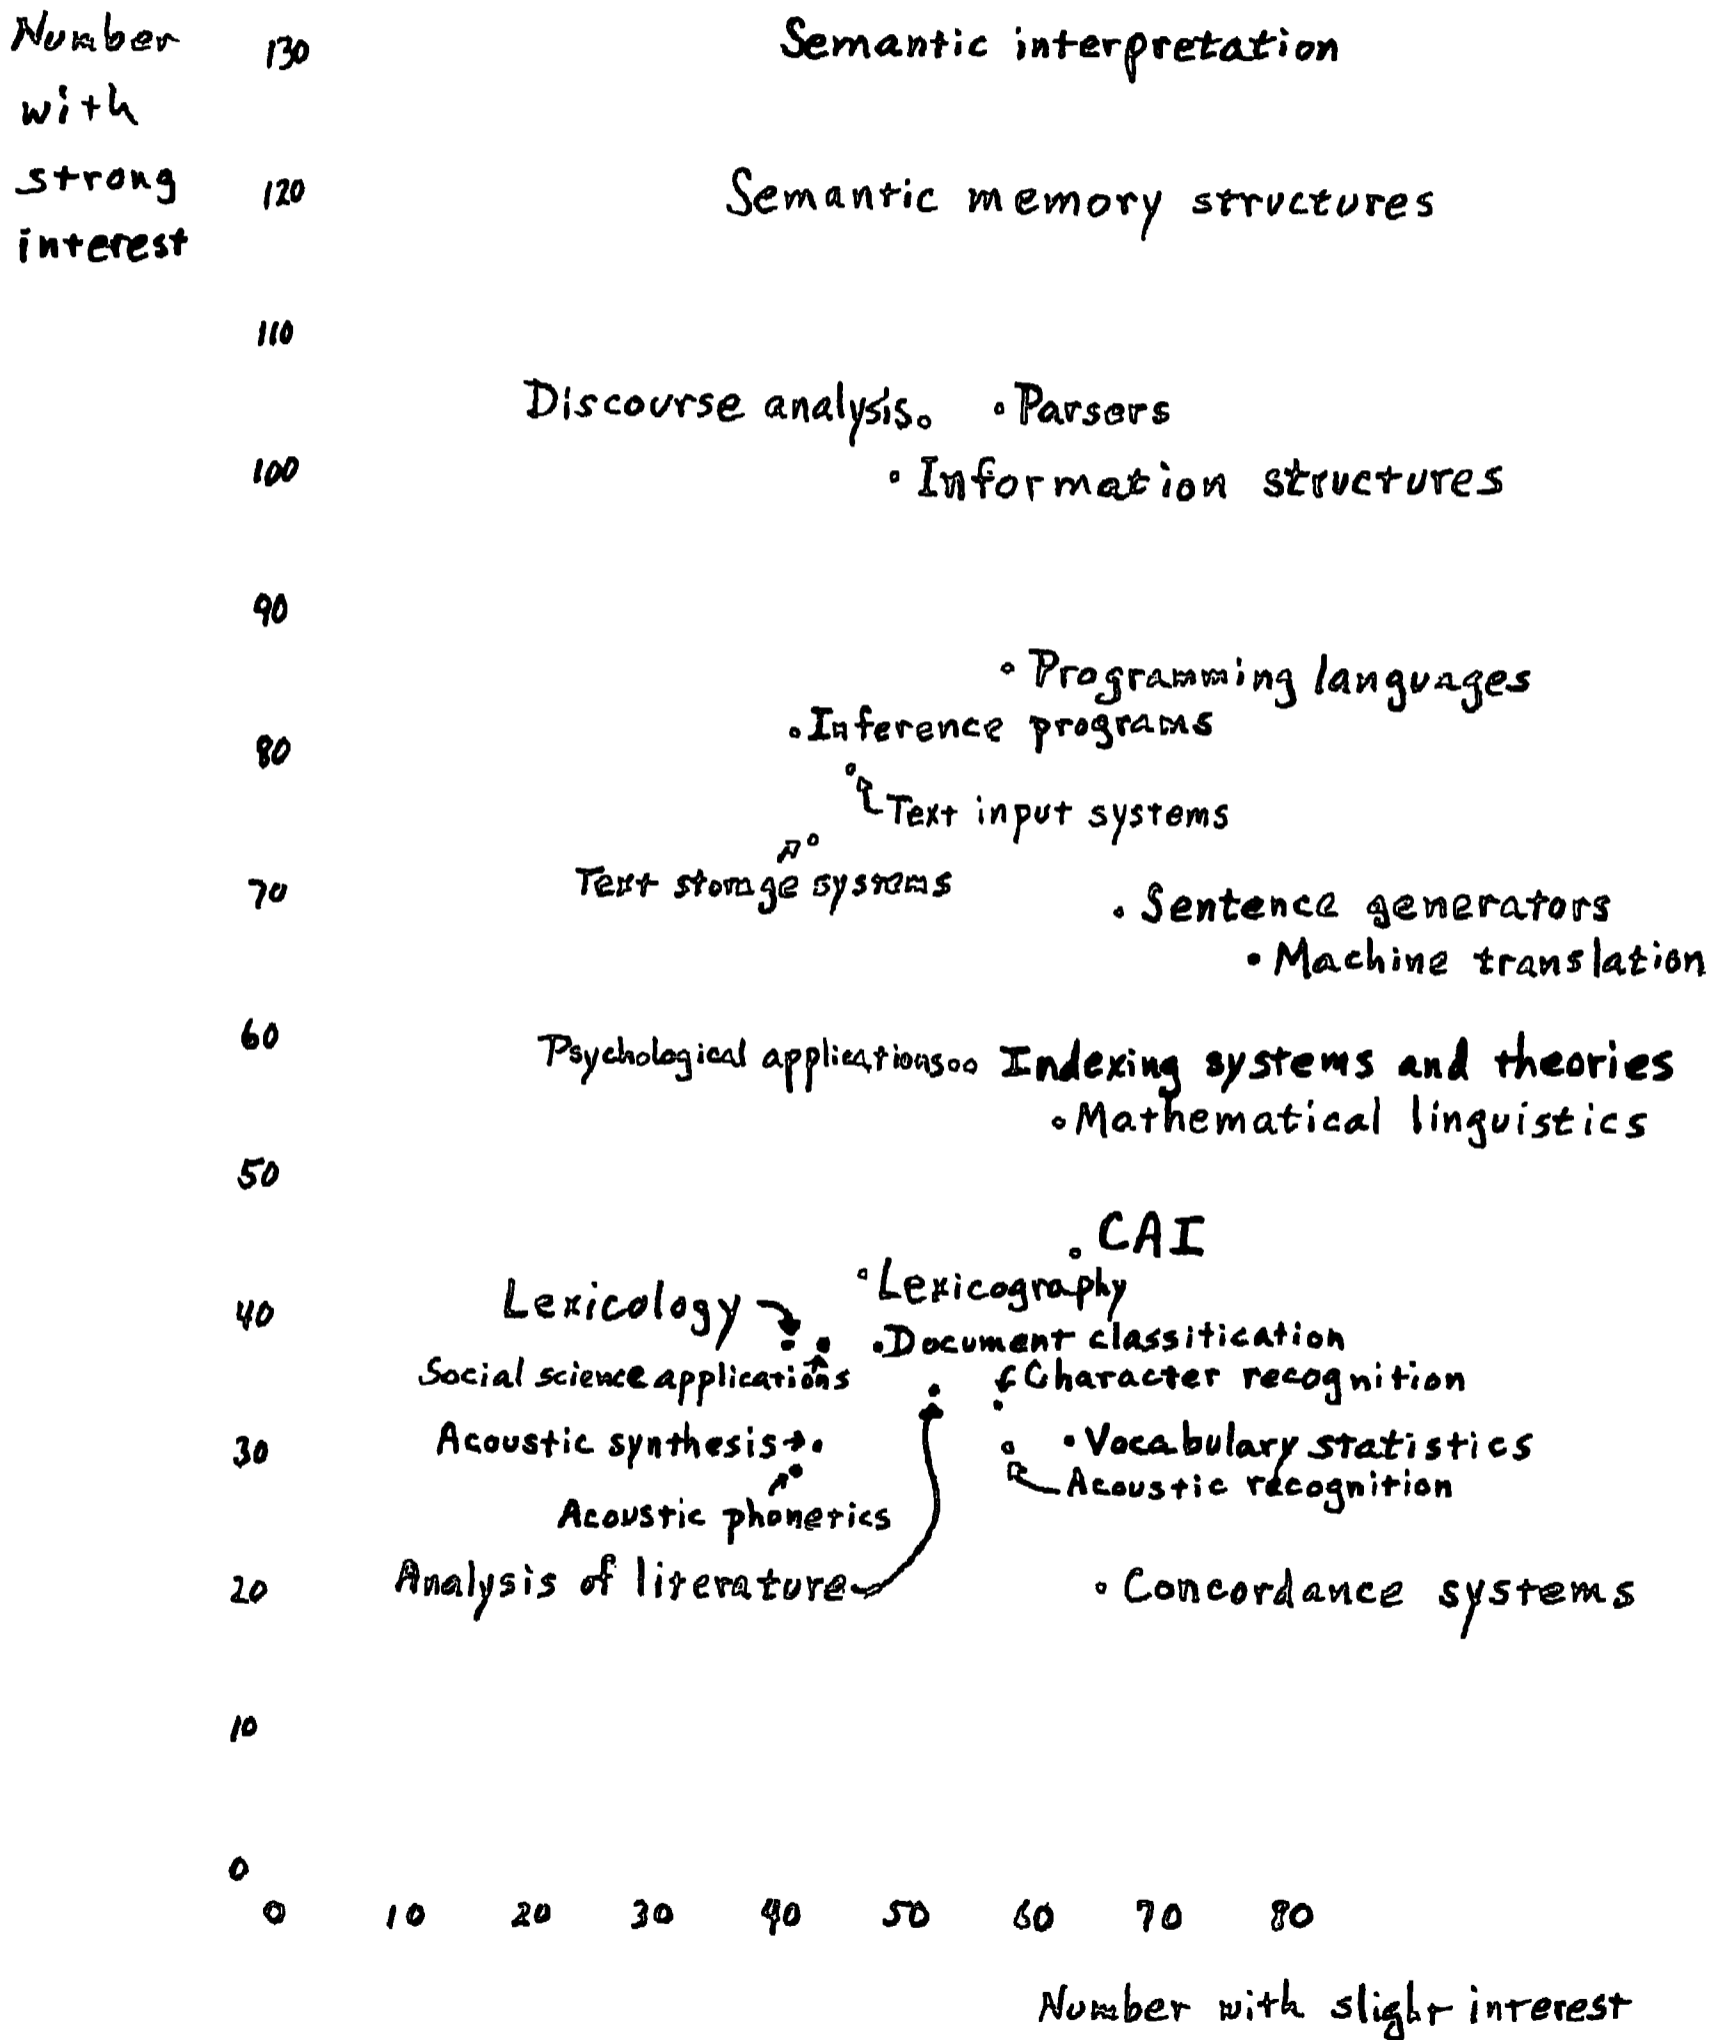 Number
with
strong
interest
130
Semantic interpretation
120
Semantic memory structures
110
Discourse analysis
Parsers
100
Information structures
90
Programming languages
Inference programs
80
Text input systems
Text storage systems
70
Sentence generators
Machine translation
60
Psychological applications
Indexing systems and theories
Mathematical linguistics
50
CAI
Lexicography
40
Lexicology
Document classification
Social science applications
Character recognition
30
Acoustic synthesis
Vocabulary statistics
Acoustic recognition
Acoustic phonetics
20
Analysis of literature
Concordance systems
10
0
0 10 20 30 40 50 60 70 80
Number with slight interest